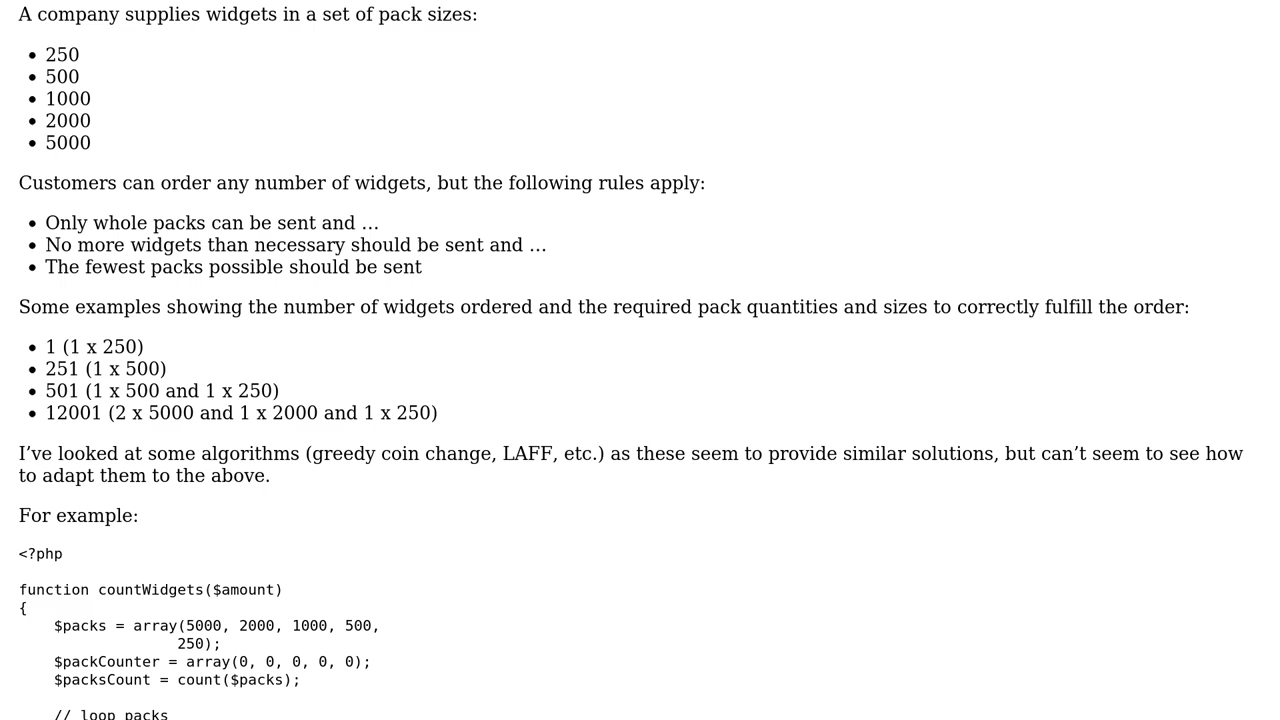 A company supplies widgets in a set of pack sizes:
• 250
• 500
• 1000
• 2000
• 5000
Customers can order any number of widgets, but the following rules apply:
• Only whole packs can be sent and …
• No more widgets than necessary should be sent and …
• The fewest packs possible should be sent
Some examples showing the number of widgets ordered and the required pack quantities and sizes to correctly fulfill the order:
• 1 (1 x 250)
• 251 (1 x 500)
• 501 (1 x 500 and 1 x 250)
• 12001 (2 x 5000 and 1 x 2000 and 1 x 250)
I’ve looked at some algorithms (greedy coin change, LAFF, etc.) as these seem to provide similar solutions, but can’t seem to see how
to adapt them to the above.
For example:
<?php
function countWidgets($amount)
{
    $packs = array(5000, 2000, 1000, 500,
                  250);
    $packCounter = array(0, 0, 0, 0, 0);
    $packsCount = count($packs);
    // loop packs